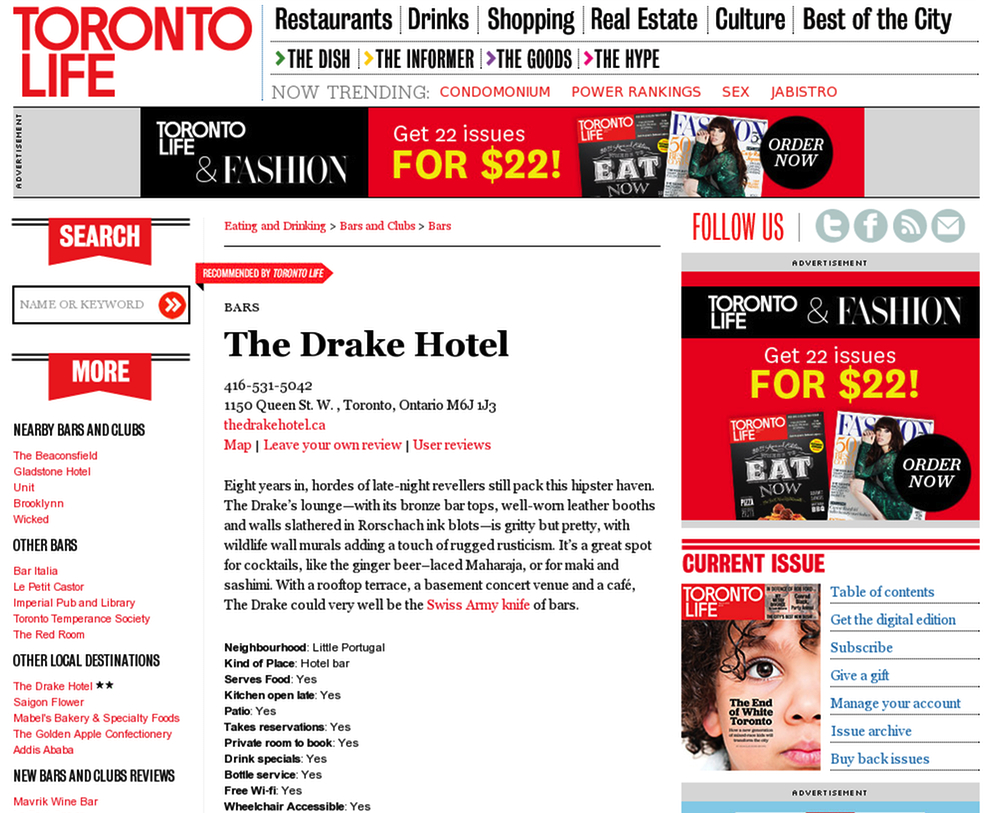 TORONTO
LIFE
Restaurants Drinks Shopping Real Estate Culture Best of the City
THE DISH THE INFORMER THE GOODS THE HYPE
NOW TRENDING: CONDOMONIUM POWER RANKINGS SEX JABISTRO
ADVERTISEMENT
TORONTO
LIFE
& FASHION
Get 22 issues
FOR $22!
TORONTO
LIFE
EAT
NOW
FASHION
ORDER
NOW
SEARCH
NAME OR KEYWORD
MORE
NEARBY BARS AND CLUBS
The Beaconsfield
Gladstone Hotel
Unit
Brooklynn
Wicked
OTHER BARS
Bar Italia
Le Petit Castor
Imperial Pub and Library
Toronto Temperance Society
The Red Room
OTHER LOCAL DESTINATIONS
The Drake Hotel ★★
Saigon Flower
Mabel's Bakery & Specialty Foods
The Golden Apple Confectionery
Addis Ababa
NEW BARS AND CLUBS REVIEWS
Mavrik Wine Bar
Eating and Drinking > Bars and Clubs > Bars
RECOMMENDED BY TORONTO LIFE
BARS
The Drake Hotel
416-531-5042
1150 Queen St. W. , Toronto, Ontario M6J 1J3
thedrakehotel.ca
Map | Leave your own review | User reviews
Eight years in, hordes of late-night revellers still pack this hipster haven.
The Drake's lounge—with its bronze bar tops, well-worn leather booths
and walls slathered in Rorschach ink blots—is gritty but pretty, with
wildlife wall murals adding a touch of rugged rusticism. It's a great spot
for cocktails, like the ginger beer–laced Maharaja, or for maki and
sashimi. With a rooftop terrace, a basement concert venue and a café,
The Drake could very well be the Swiss Army knife of bars.
Neighbourhood: Little Portugal
Kind of Place: Hotel bar
Serves Food: Yes
Kitchen open late: Yes
Patio: Yes
Takes reservations: Yes
Private room to book: Yes
Drink specials: Yes
Bottle service: Yes
Free Wi-fi: Yes
Wheelchair Accessible: Yes
FOLLOW US
ADVERTISEMENT
TORONTO
LIFE
& FASHION
Get 22 issues
FOR $22!
TORONTO
LIFE
EAT
NOW
PIZZA
BBQ
FASHION
ORDER
NOW
CURRENT ISSUE
TORONTO
LIFE
The End
of White
Toronto
Table of contents
Get the digital edition
Subscribe
Give a gift
Manage your account
Issue archive
Buy back issues
ADVERTISEMENT